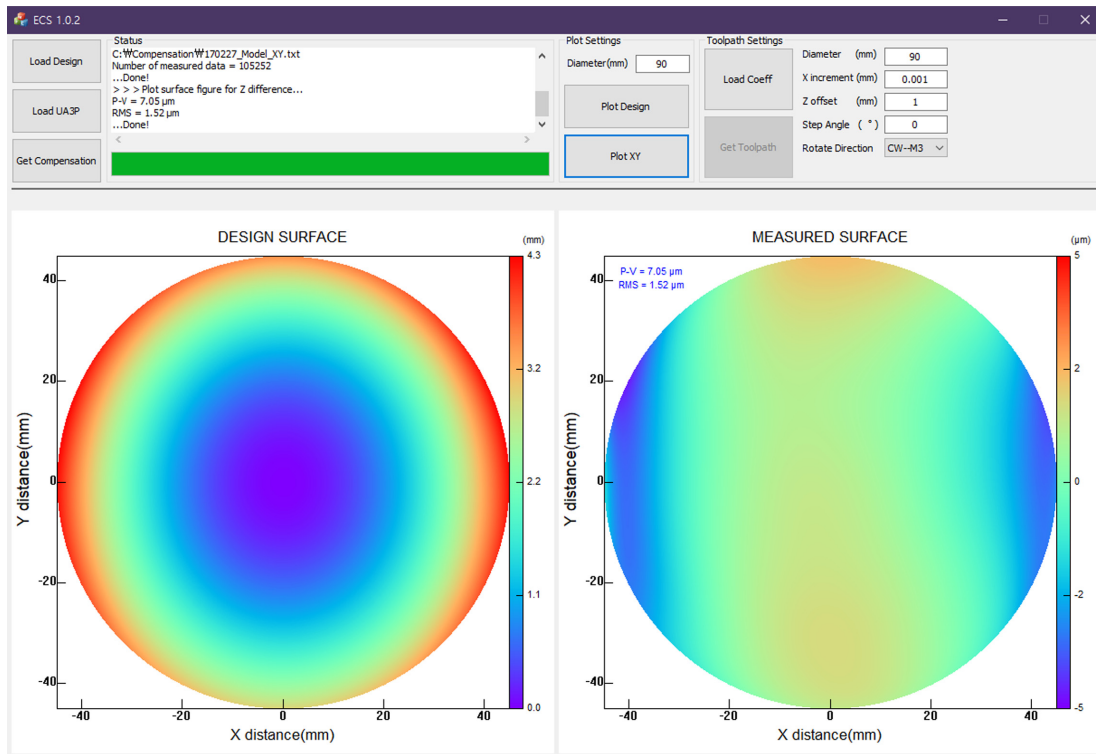 ECS 1.0.2
Load Design
Load UA3P
Get Compensation
Status
C:₩Compensation₩170227_Model_XY.txt
Number of measured data = 105252
...Done!
> > > Plot surface figure for Z difference...
P-V = 7.05 μm
RMS = 1.52 μm
...Done!
Plot Settings
Diameter(mm) 90
Plot Design
Plot XY
Toolpath Settings
Load Coeff
Get Toolpath
Diameter (mm) 90
X increment (mm) 0.001
Z offset (mm) 1
Step Angle ( ° ) 0
Rotate Direction CW--M3
DESIGN SURFACE
(mm)
4.3
3.2
2.2
1.1
0.0
40
20
0
-20
-40
Y distance(mm)
-40 -20 0 20 40
X distance(mm)
MEASURED SURFACE
(μm)
P-V = 7.05 μm
RMS = 1.52 μm
5
2
0
-2
-5
40
20
0
-20
-40
Y distance(mm)
-40 -20 0 20 40
X distance(mm)